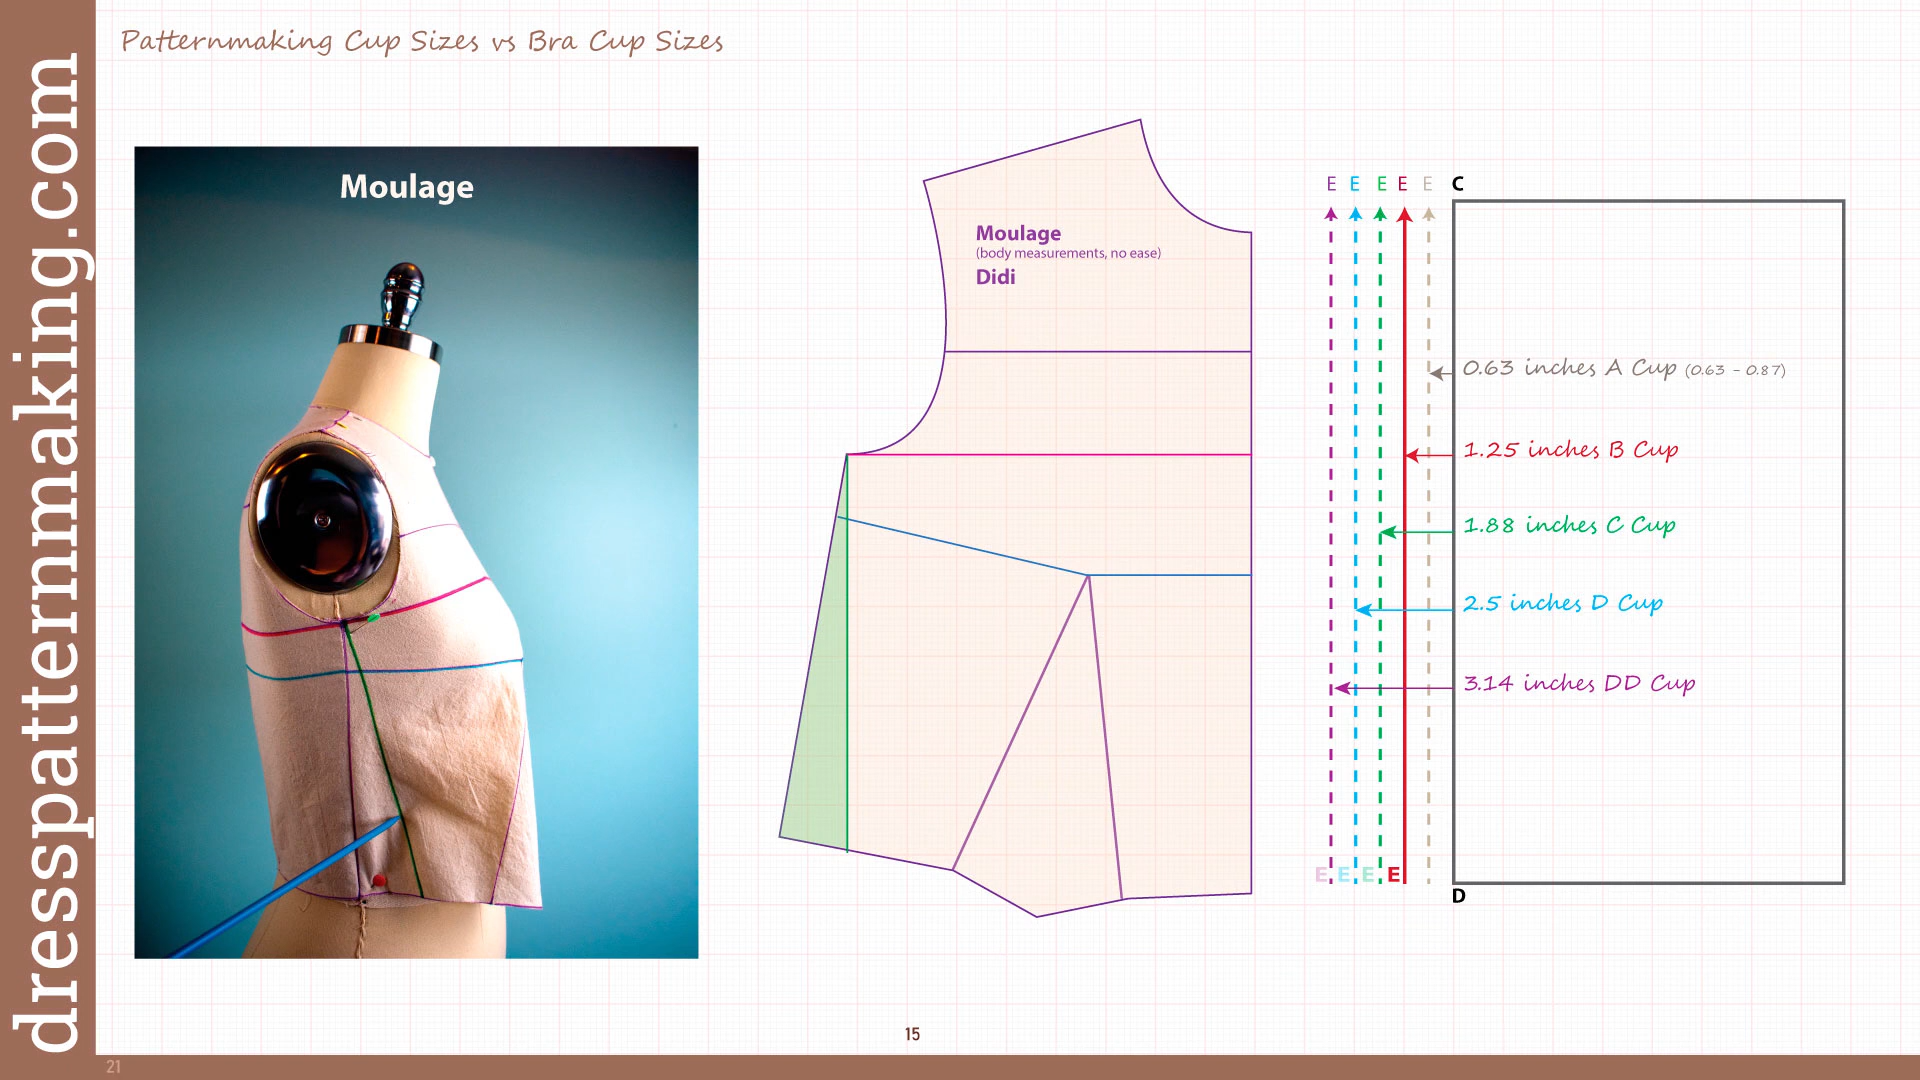 dresspatternmaking.com
Patternmaking Cup Sizes vs Bra Cup Sizes
Moulage
Moulage
(body measurements, no ease)
Didi
E E E E E C
0.63 inches A Cup (0.63 - 0.87)
1.25 inches B Cup
1.88 inches C Cup
2.5 inches D Cup
3.14 inches DD Cup
E E E E
D
15
21